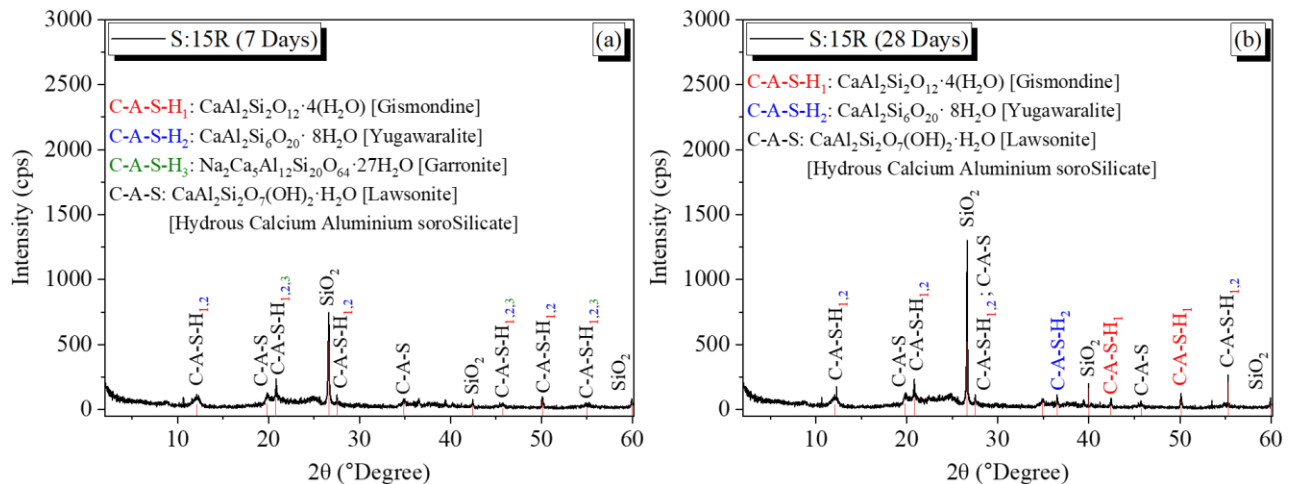 S:15R (7 Days)
(a)
C-A-S-H₁: CaAl₂Si₂O₁₂·4(H₂O) [Gismondine]
C-A-S-H₂: CaAl₂Si₆O₂₀· 8H₂O [Yugawaralite]
C-A-S-H₃: Na₂Ca₅Al₁₂Si₂₀O₆₄·27H₂O [Garronite]
C-A-S: CaAl₂Si₂O₇(OH)₂·H₂O [Lawsonite]
[Hydrous Calcium Aluminium soroSilicate]
Intensity (cps)
3000
2500
2000
1500
1000
500
0
C-A-S-H₁,₂
C-A-S
C-A-S-H₁,₂,₃
SiO₂
C-A-S-H₁,₂
C-A-S
SiO₂
C-A-S-H₁,₂,₃
C-A-S-H₁,₂
C-A-S-H₁,₂,₃
SiO₂
10 20 30 40 50 60
2θ (°Degree)
S:15R (28 Days)
(b)
C-A-S-H₁: CaAl₂Si₂O₁₂·4(H₂O) [Gismondine]
C-A-S-H₂: CaAl₂Si₆O₂₀· 8H₂O [Yugawaralite]
C-A-S: CaAl₂Si₂O₇(OH)₂·H₂O [Lawsonite]
[Hydrous Calcium Aluminium soroSilicate]
Intensity (cps)
3000
2500
2000
1500
1000
500
0
C-A-S-H₁,₂
C-A-S
C-A-S-H₁,₂
SiO₂
C-A-S-H₁,₂ ; C-A-S
C-A-S-H₂
SiO₂
C-A-S-H₁
C-A-S
C-A-S-H₁
C-A-S-H₁,₂
SiO₂
10 20 30 40 50 60
2θ (°Degree)